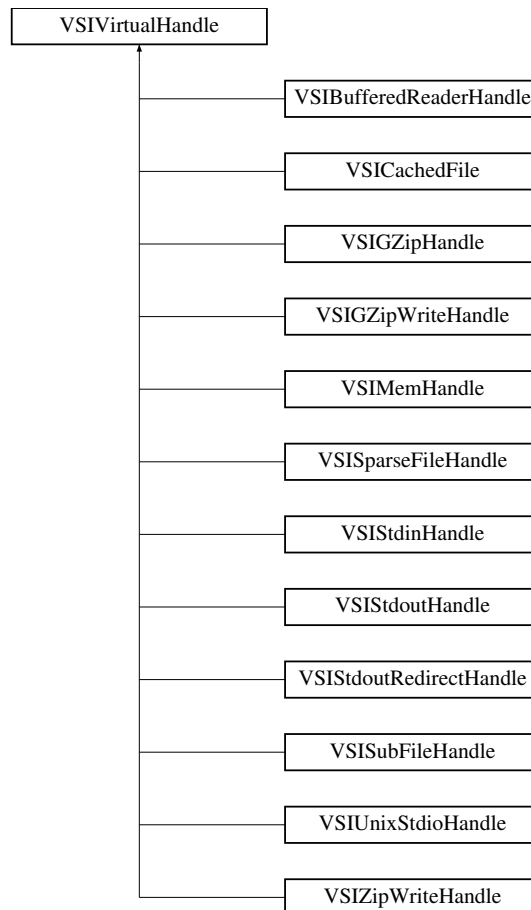 VSIVirtualHandle
VSIBufferedReaderHandle
VSICachedFile
VSIGZipHandle
VSIGZipWriteHandle
VSIMemHandle
VSISparseFileHandle
VSIStdinHandle
VSIStdoutHandle
VSIStdoutRedirectHandle
VSISubFileHandle
VSIUnixStdioHandle
VSIZipWriteHandle